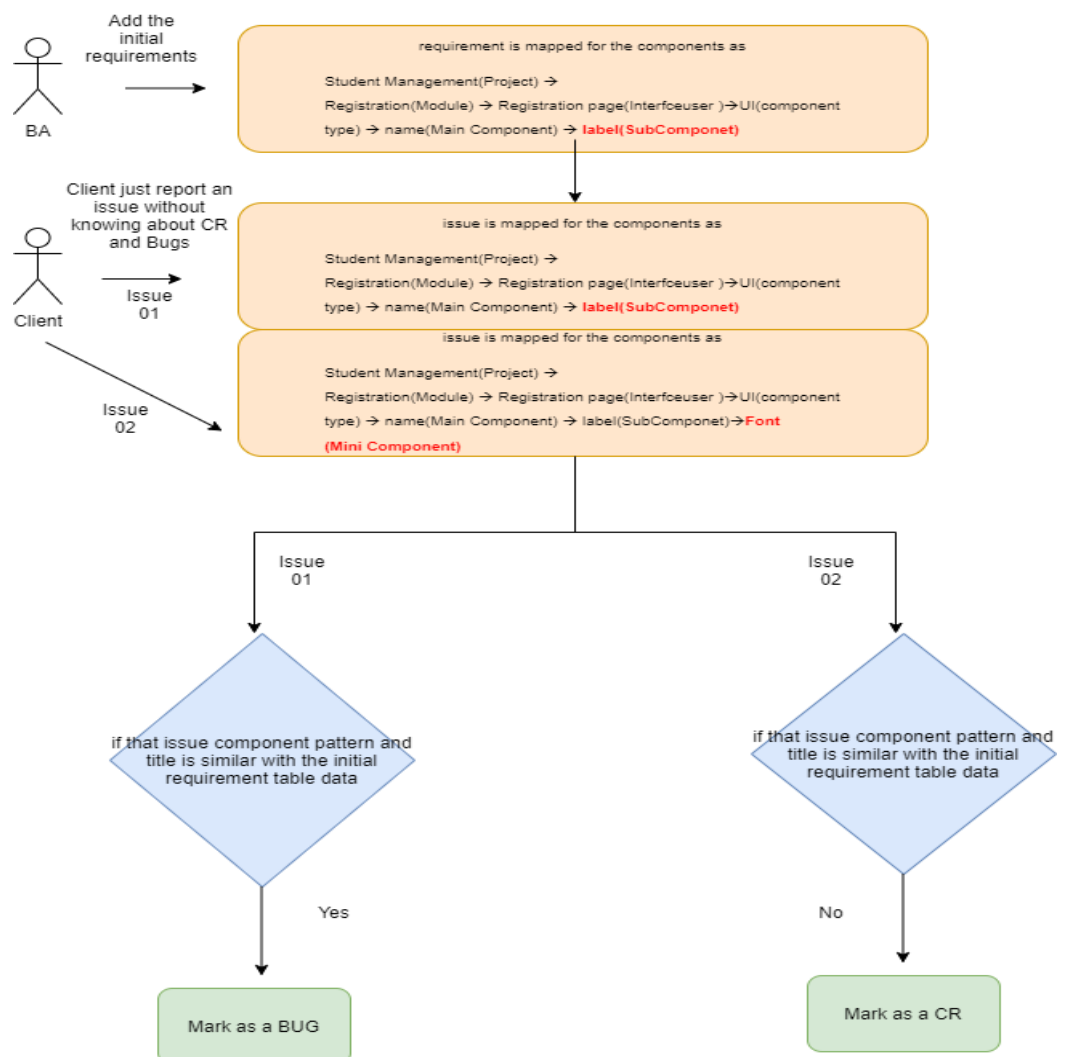 Add the
initial
requirements
BA
requirement is mapped for the components as
Student Management(Project) →
Registration(Module) → Registration page(Interfceuser )→UI(component
type) → name(Main Component) → label(SubComponet)
Client just report an
issue without
knowing about CR
and Bugs
Issue
01
Client
issue is mapped for the components as
Student Management(Project) →
Registration(Module) → Registration page(Interfceuser )→UI(component
type) → name(Main Component) → label(SubComponet)
Issue
02
issue is mapped for the components as
Student Management(Project) →
Registration(Module) → Registration page(Interfceuser )→UI(component
type) → name(Main Component) → label(SubComponet)→Font
(Mini Component)
Issue
01
Issue
02
if that issue component pattern and
title is similar with the initial
requirement table data
if that issue component pattern and
title is similar with the initial
requirement table data
Yes
No
Mark as a BUG
Mark as a CR